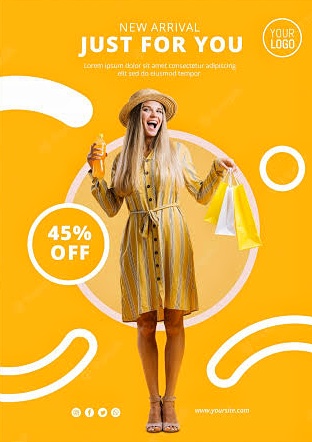 NEW ARRIVAL
JUST FOR YOU
YOUR
LOGO
Lorem ipsum dolor sit amet consectetur adipiscing
elit sed do eiusmod tempor
45%
OFF
www.yoursite.com